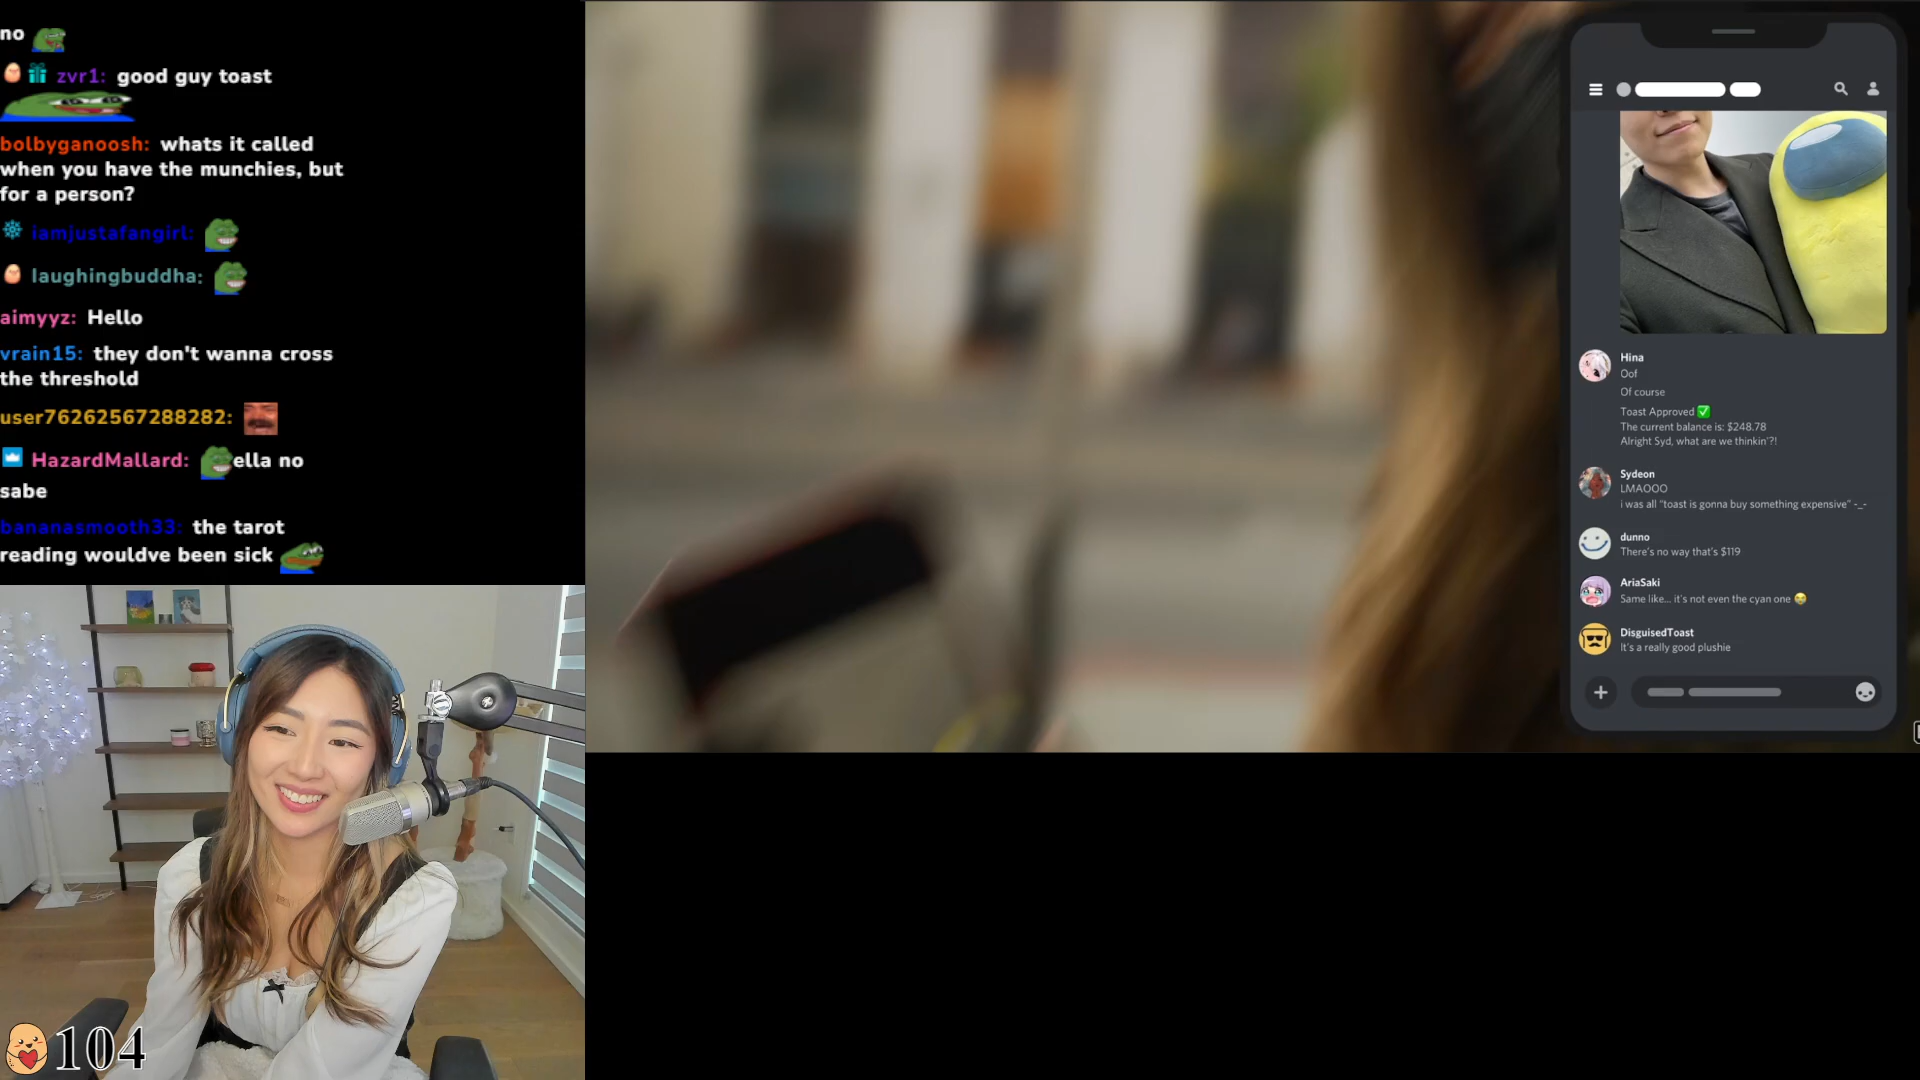 no
zvr1: good guy toast
bolbyganoosh: whats it called
when you have the munchies, but
for a person?
iamjustafangirl:
laughingbuddha:
aimyyz: Hello
vrain15: they don't wanna cross
the threshold
user76262567288282:
HazardMallard: ella no
sabe
bananasmooth33: the tarot
reading wouldve been sick
104
Hina
Oof
Of course
Toast Approved ✅
The current balance is: $248.78
Alright Syd, what are we thinkin'?!
Sydeon
LMAOOO
i was all "toast is gonna buy something expensive" -_-
dunno
There's no way that's $119
AriaSaki
Same like... it's not even the cyan one 😭
DisguisedToast
It's a really good plushie